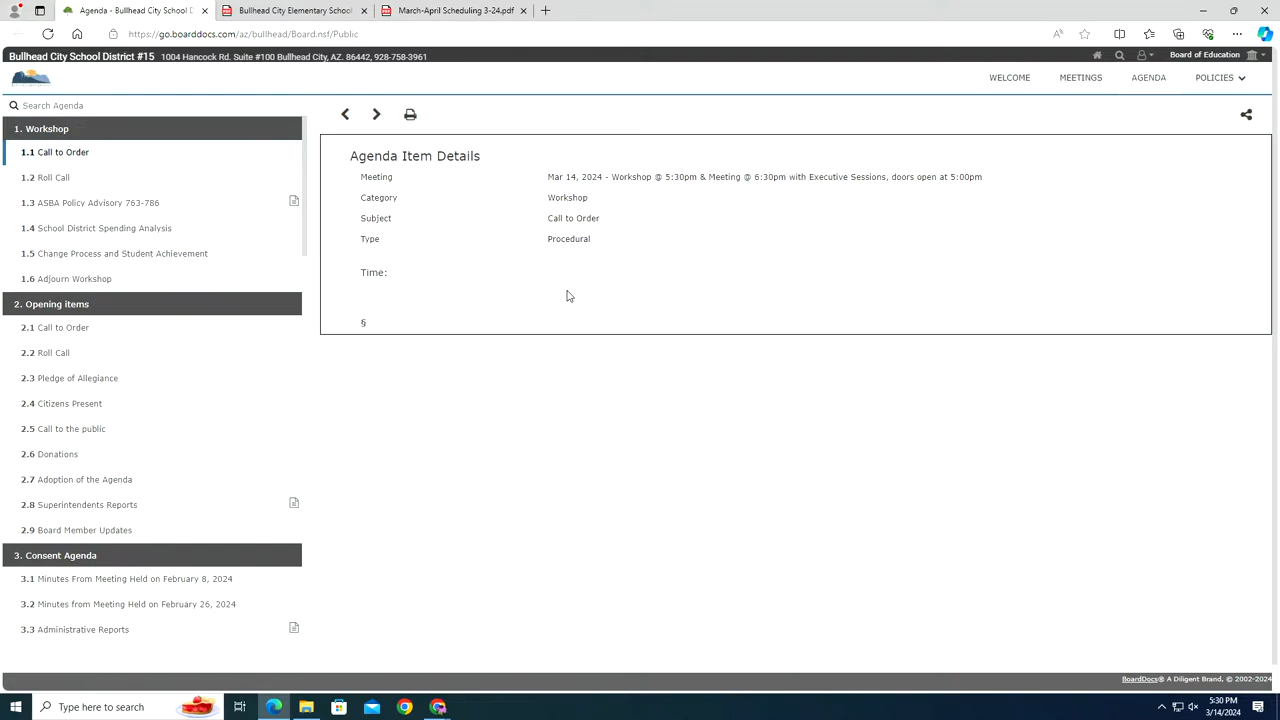 Agenda - Bullhead City School D
Bullhead City Elementary School
March-April Scheduling 3-24.pdf
https://go.boarddocs.com/az/bullhead/Board.nsf/Public
Bullhead City School District #15 1004 Hancock Rd. Suite #100 Bullhead City, AZ. 86442, 928-758-3961
Board of Education
WELCOME MEETINGS AGENDA POLICIES
Search Agenda
1. Workshop
1.1 Call to Order
1.2 Roll Call
1.3 ASBA Policy Advisory 763-786
1.4 School District Spending Analysis
1.5 Change Process and Student Achievement
1.6 Adjourn Workshop
2. Opening items
2.1 Call to Order
2.2 Roll Call
2.3 Pledge of Allegiance
2.4 Citizens Present
2.5 Call to the public
2.6 Donations
2.7 Adoption of the Agenda
2.8 Superintendents Reports
2.9 Board Member Updates
3. Consent Agenda
3.1 Minutes From Meeting Held on February 8, 2024
3.2 Minutes from Meeting Held on February 26, 2024
3.3 Administrative Reports
Agenda Item Details
Meeting Mar 14, 2024 - Workshop @ 5:30pm & Meeting @ 6:30pm with Executive Sessions, doors open at 5:00pm
Category Workshop
Subject Call to Order
Type Procedural
Time:
§
BoardDocs® A Diligent Brand. © 2002-2024
Type here to search
5:30 PM
3/14/2024